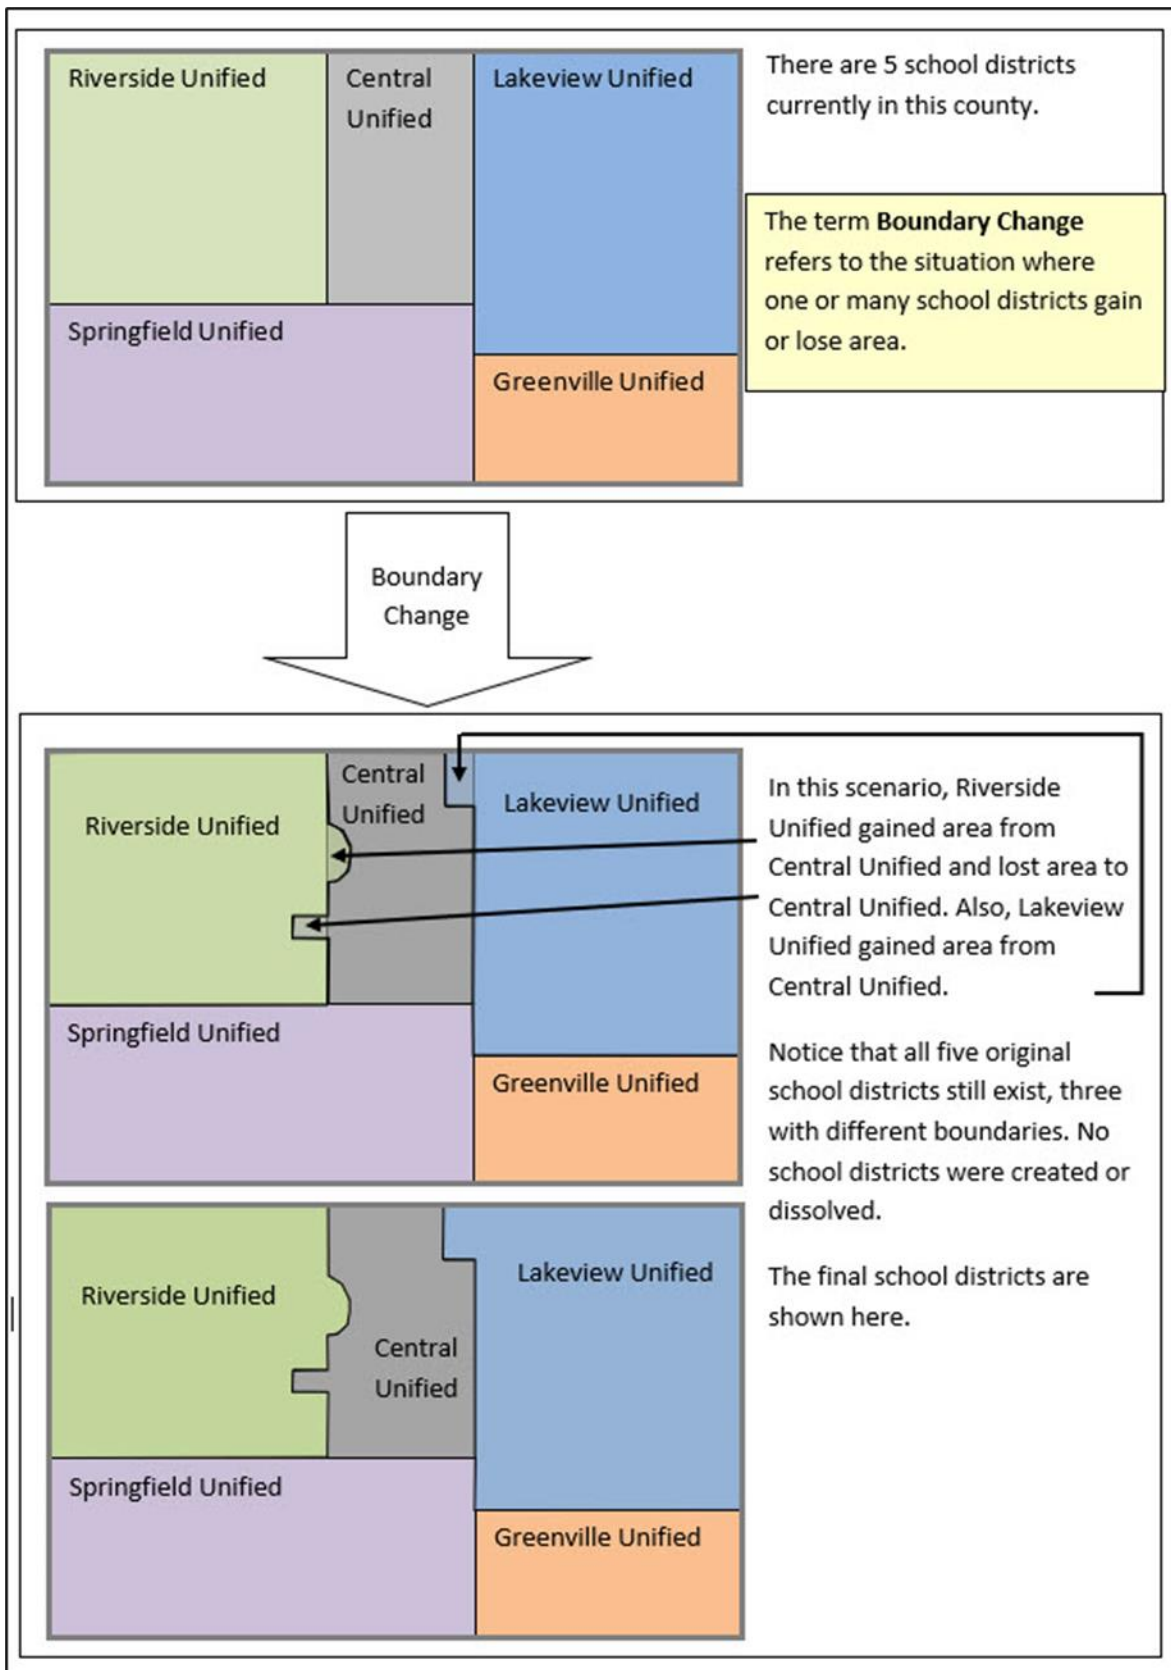 Riverside Unified
Central
Unified
Lakeview Unified
Springfield Unified
Greenville Unified
There are 5 school districts
currently in this county.
The term Boundary Change
refers to the situation where
one or many school districts gain
or lose area.
Boundary
Change
Riverside Unified
Central
Unified
Lakeview Unified
Springfield Unified
Greenville Unified
In this scenario, Riverside
Unified gained area from
Central Unified and lost area to
Central Unified. Also, Lakeview
Unified gained area from
Central Unified.
Notice that all five original
school districts still exist, three
with different boundaries. No
school districts were created or
dissolved.
Riverside Unified
Central
Unified
Lakeview Unified
Springfield Unified
Greenville Unified
The final school districts are
shown here.